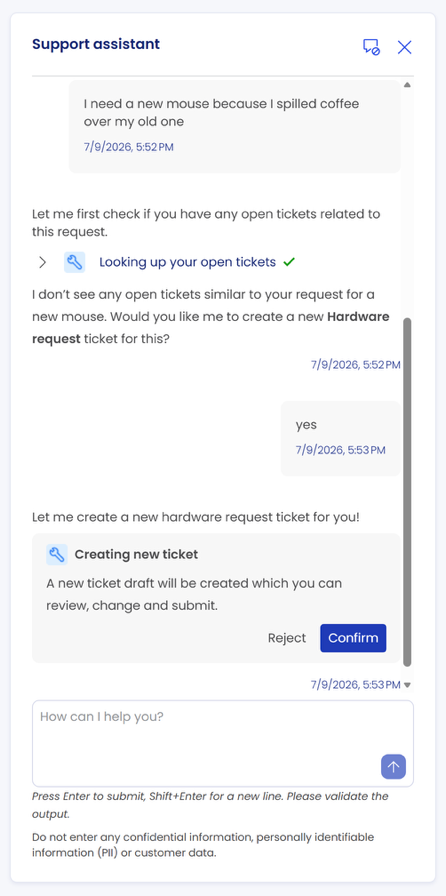 Support assistant
I need a new mouse because I spilled coffee
over my old one
7/9/2026, 5:52 PM
Let me first check if you have any open tickets related to
this request.
Looking up your open tickets
I don’t see any open tickets similar to your request for a
new mouse. Would you like me to create a new Hardware
request ticket for this?
7/9/2026, 5:52 PM
yes
7/9/2026, 5:53 PM
Let me create a new hardware request ticket for you!
Creating new ticket
A new ticket draft will be created which you can
review, change and submit.
Reject
Confirm
7/9/2026, 5:53 PM
How can I help you?
Press Enter to submit, Shift+Enter for a new line. Please validate the
output.
Do not enter any confidential information, personally identifiable
information (PII) or customer data.